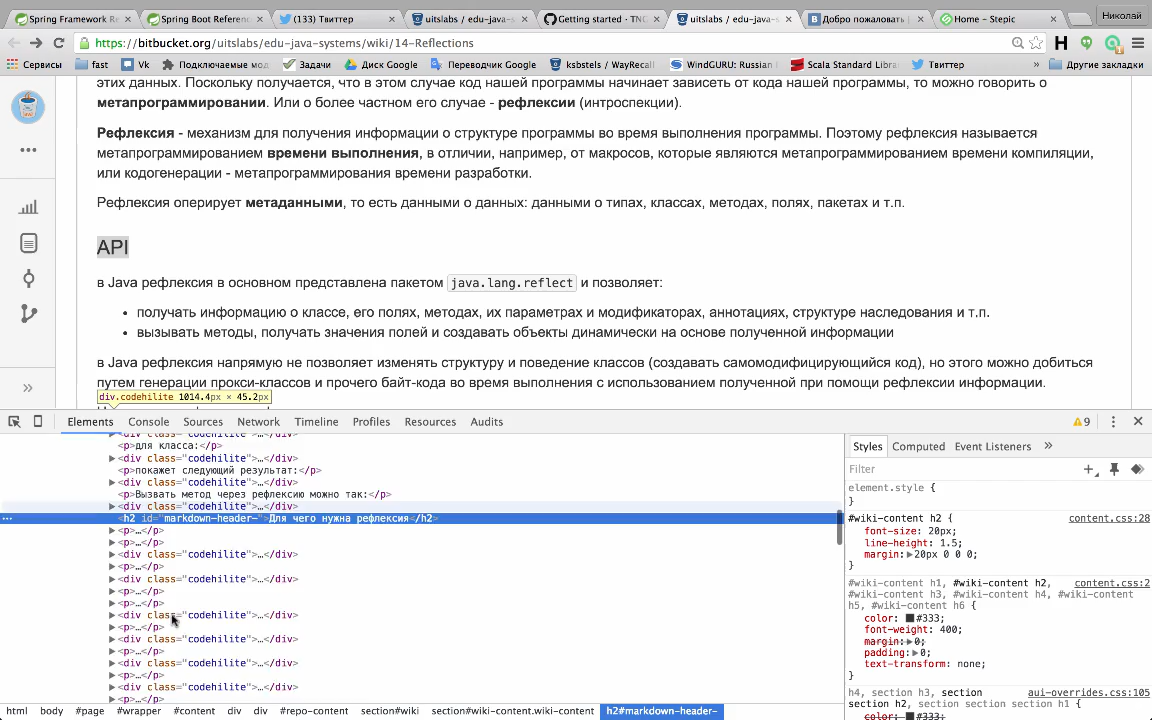 Spring Framework R
Spring Boot Referenc
(133) Твиттер
uitslabs / edu-java-s
Getting started · TNG
uitslabs / edu-java-s
Добро пожаловать |
Home – Stepic
Николай
https://bitbucket.org/uitslabs/edu-java-systems/wiki/14-Reflections
Сервисы
fast
Vk
Подключаемые мод
Задачи
Диск Google
Переводчик Google
ksbstels / WayRecall
WindGURU: Russian
Scala Standard Libra
Твиттер
»
Другие закладки
этих данных. Поскольку получается, что в этом случае код нашей программы начинает зависеть от кода нашей программы, то можно говорить о
метапрограммировании. Или о более частном его случае - рефлексии (интроспекции).
Рефлексия - механизм для получения информации о структуре программы во время выполнения программы. Поэтому рефлексия называется
метапрограммированием времени выполнения, в отличии, например, от макросов, которые являются метапрограммированием времени компиляции,
или кодогенерации - метапрограммирования времени разработки.
Рефлексия оперирует метаданными, то есть данными о данных: данными о типах, классах, методах, полях, пакетах и т.п.
API
в Java рефлексия в основном представлена пакетом java.lang.reflect и позволяет:
• получать информацию о классе, его полях, методах, их параметрах и модификаторах, аннотациях, структуре наследования и т.п.
• вызывать методы, получать значения полей и создавать объекты динамически на основе полученной информации
в Java рефлексия напрямую не позволяет изменять структуру и поведение классов (создавать самомодифицирующийся код), но этого можно добиться
путем генерации прокси-классов и прочего байт-кода во время выполнения с использованием полученной при помощи рефлексии информации.
div.codehilite 1014.4px × 45.2px
Elements
Console
Sources
Network
Timeline
Profiles
Resources
Audits
9
<div class="codehilite">…</div>
<p>для класса:</p>
<div class="codehilite">…</div>
<p>покажет следующий результат:</p>
<div class="codehilite">…</div>
<p>Вызвать метод через рефлексию можно так:</p>
<div class="codehilite">…</div>
<h2 id="markdown-header-">Для чего нужна рефлексия</h2>
<p>…</p>
<p>…</p>
<div class="codehilite">…</div>
<p>…</p>
<div class="codehilite">…</div>
<p>…</p>
<p>…</p>
<div class="codehilite">…</div>
<p>…</p>
<div class="codehilite">…</div>
<p>…</p>
<div class="codehilite">…</div>
<p>…</p>
<div class="codehilite">…</div>
<p>…</p>
html body #page #wrapper #content div div #repo-content section#wiki section#wiki-content.wiki-content h2#markdown-header-
Styles Computed Event Listeners »
Filter
element.style {
}
#wiki-content h2 { content.css:28
font-size: 20px;
line-height: 1.5;
margin: 20px 0 0 0;
}
#wiki-content h1, #wiki-content h2, content.css:2
#wiki-content h3, #wiki-content h4, #wiki-content
h5, #wiki-content h6 {
color: #333;
font-weight: 400;
margin: 0;
padding: 0;
text-transform: none;
}
h4, section h3, section aui-overrides.css:105
section h2, section section section h1 {
color: #333;